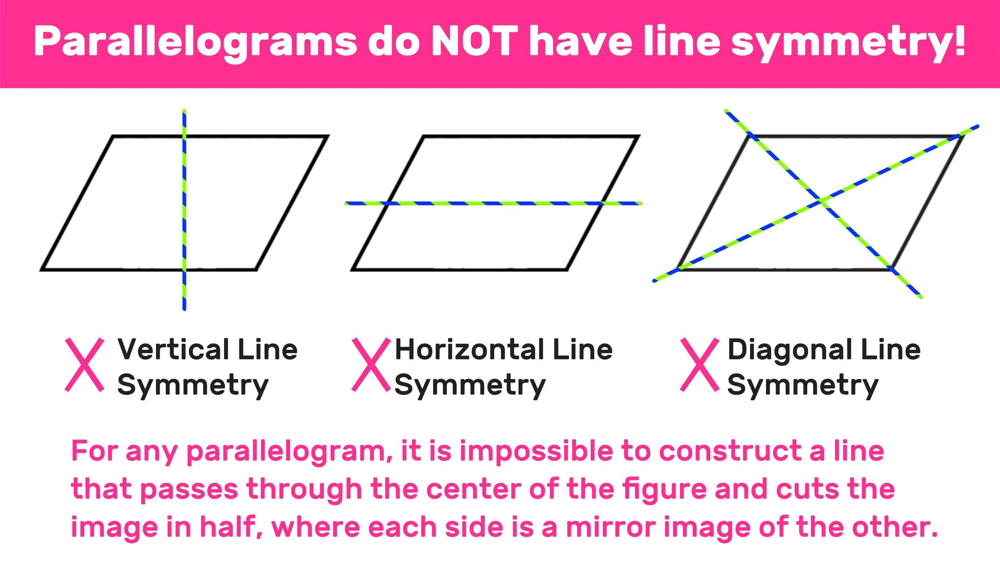 Parallelograms do NOT have line symmetry!
Vertical Line
Symmetry
Horizontal Line
Symmetry
Diagonal Line
Symmetry
For any parallelogram, it is impossible to construct a line
that passes through the center of the figure and cuts the
image in half, where each side is a mirror image of the other.